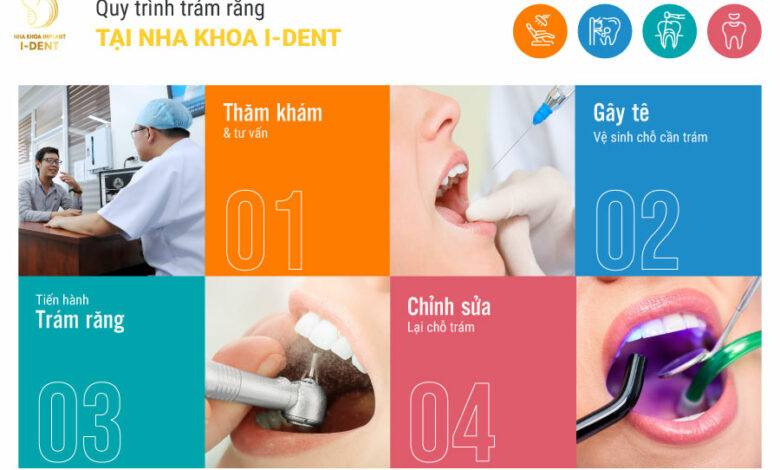 Quy trình trám răng
TẠI NHA KHOA I-DENT
NHA KHOA IMPLANT
I-DENT
Thăm khám
& tư vấn
01
Gây tê
Vệ sinh chỗ cần trám
02
Tiến hành
Trám răng
03
Chỉnh sửa
Lại chỗ trám
04